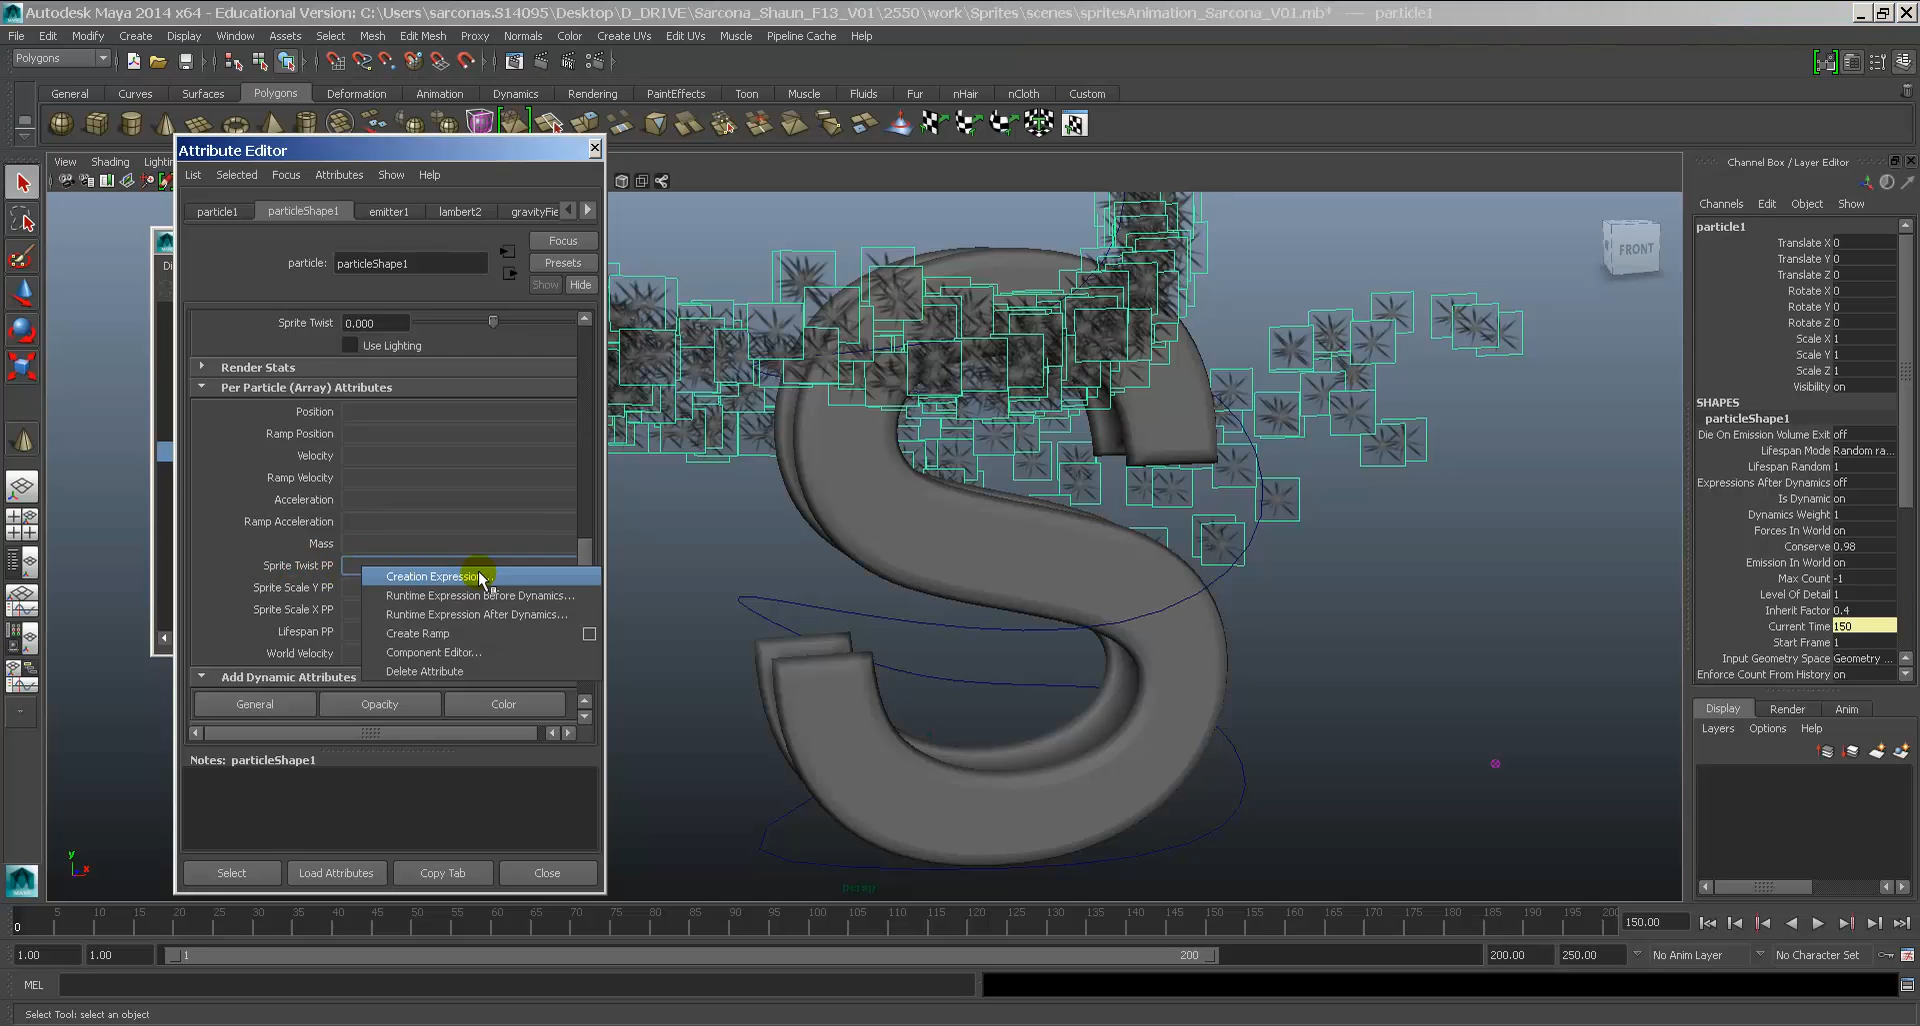 Autodesk Maya 2014 x64 - Educational Version: C:\Users\sarconas.S14095\Desktop\D_DRIVE\Sarcona_Shaun_F13_V01\2550\work\Sprites\scenes\spritesAnimation_Sarcona_V01.mb* --- particle1
File Edit Modify Create Display Window Assets Select Mesh Edit Mesh Proxy Normals Color Create UVs Edit UVs Muscle Pipeline Cache Help
Polygons
General Curves Surfaces Polygons Deformation Animation Dynamics Rendering PaintEffects Toon Muscle Fluids Fur nHair nCloth Custom
Attribute Editor
View Shading
Channel Box / Layer Editor
List Selected Focus Attributes Show Help
particle1 particleShape1 emitter1 lambert2 gravityFie
Channels Edit Object Show
Focus
particle: particleShape1
Presets
Show Hide
FRONT
particle1
Translate X 0
Translate Y 0
Translate Z 0
Rotate X 0
Rotate Y 0
Rotate Z 0
Scale X 1
Scale Y 1
Scale Z 1
Visibility on
SHAPES
particleShape1
Die On Emission Volume Exit off
Lifespan Mode Random ra...
Lifespan Random 1
Expressions After Dynamics off
Is Dynamic on
Dynamics Weight 1
Forces In World on
Conserve 0.98
Emission In World on
Max Count -1
Level Of Detail 1
Inherit Factor 0.4
Current Time 150
Start Frame 1
Input Geometry Space Geometry ...
Enforce Count From History on
Sprite Twist 0.000
Use Lighting
Render Stats
Per Particle (Array) Attributes
Position
Ramp Position
Velocity
Ramp Velocity
Acceleration
Ramp Acceleration
Mass
Sprite Twist PP
Sprite Scale Y PP
Sprite Scale X PP
Lifespan PP
World Velocity
Creation Expression...
Runtime Expression Before Dynamics...
Runtime Expression After Dynamics...
Create Ramp
Component Editor...
Delete Attribute
Add Dynamic Attributes
General Opacity Color
Notes: particleShape1
Select Load Attributes Copy Tab Close
Display Render Anim
Layers Options Help
y
x
persp
5 10 15 20 25 30 35 40 45 50 55 60 65 70 75 80 85 90 95 100 105 110 115 120 125 130 135 140 145 150 155 160 165 170 175 180 185 190 195 200
0
150.00
1.00 1.00 1 200 200.00 250.00 No Anim Layer No Character Set
MEL
Select Tool: select an object